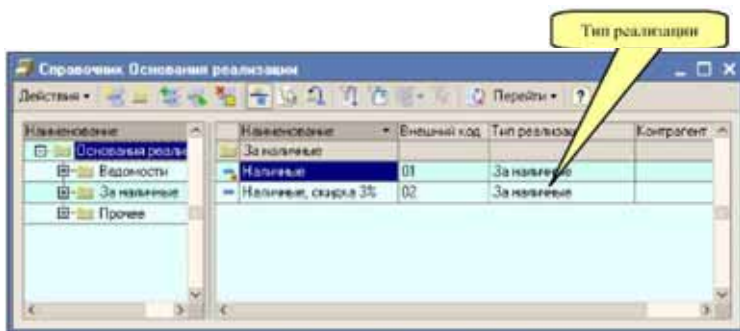 Тип реализации
Справочник Основания реализации
Действия
Перейти
?
Наименование
Наименование Внешний код Тип реализац Контрагент
Основания реали
Ведомости
За наличные
Прочее
За наличные
Наличные 01 За наличные
Наличные, скидка 3% 02 За наличные